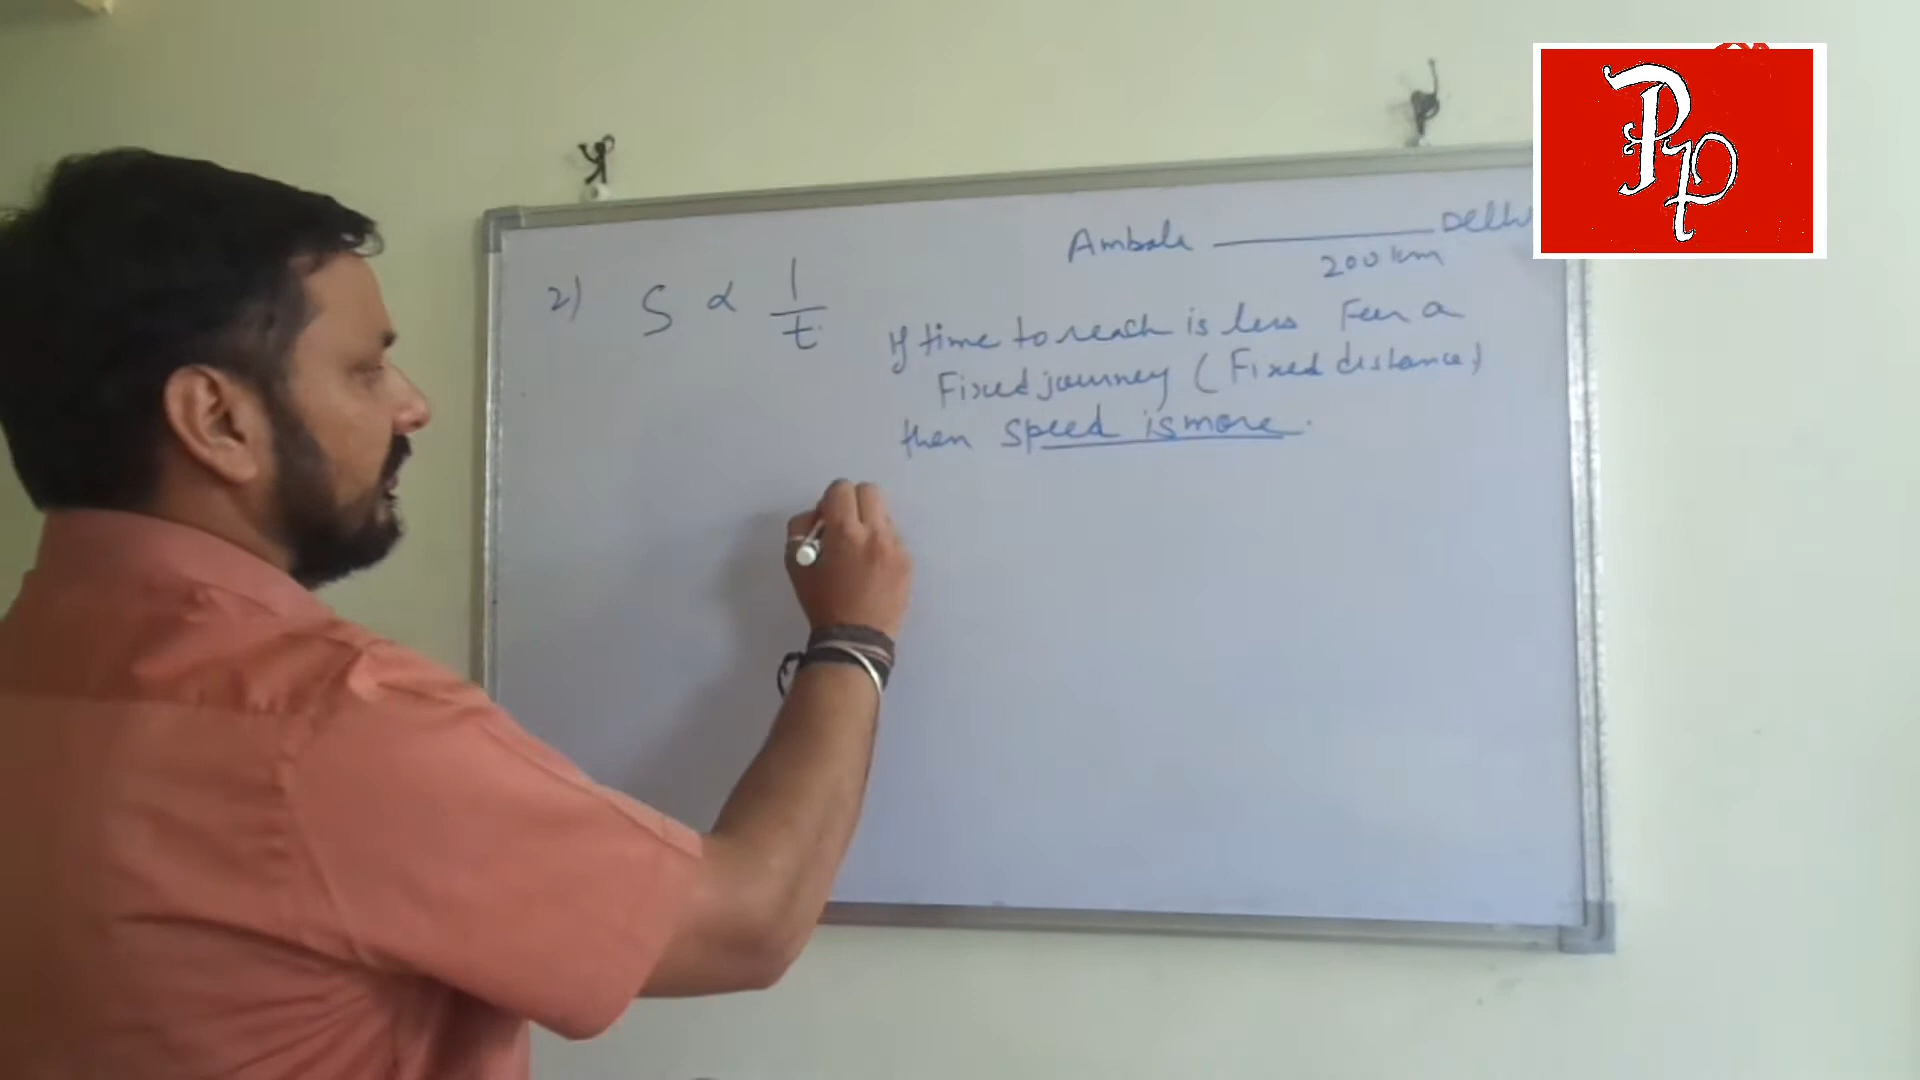 Ambala ———— Delhi
200 km
2) S ∝ 1/t
If time to reach is less For a
Fixed journey (Fixed distance)
then speed is more.
PP